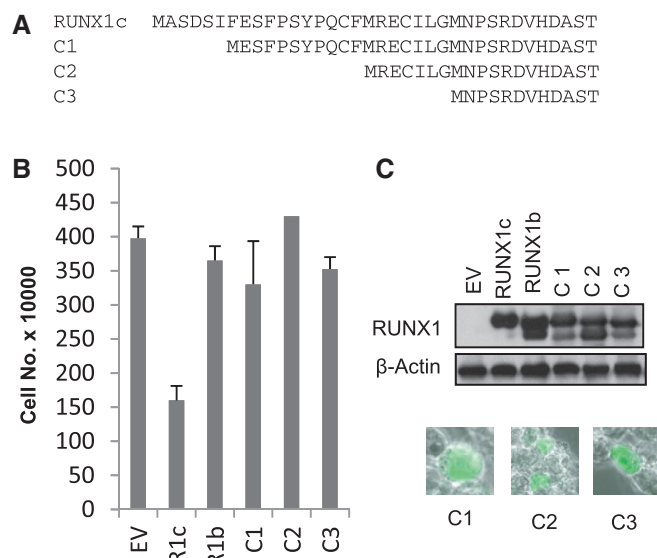 A
RUNX1c MASDSIFESFPSYPQCFMRECILGMNPSRDVHDAST
C1 MESFPSYPQCFMRECILGMNPSRDVHDAST
C2 MRECILGMNPSRDVHDAST
C3 MNPSRDVHDAST
B
Cell No. x 10000
500
450
400
350
300
250
200
150
100
50
0
EV R1c R1b C1 C2 C3
C
EV RUNX1c RUNX1b C 1 C 2 C 3
RUNX1
β-Actin
C1 C2 C3